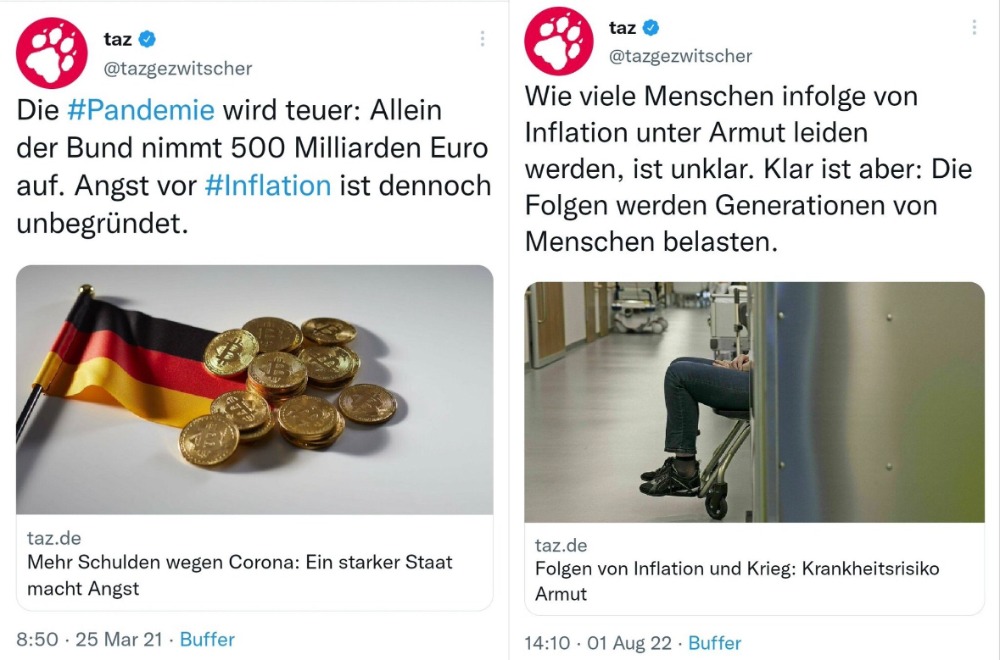 taz
@tazgezwitscher
Die #Pandemie wird teuer: Allein
der Bund nimmt 500 Milliarden Euro
auf. Angst vor #Inflation ist dennoch
unbegründet.
taz.de
Mehr Schulden wegen Corona: Ein starker Staat
macht Angst
8:50 · 25 Mar 21 · Buffer
taz
@tazgezwitscher
Wie viele Menschen infolge von
Inflation unter Armut leiden
werden, ist unklar. Klar ist aber: Die
Folgen werden Generationen von
Menschen belasten.
taz.de
Folgen von Inflation und Krieg: Krankheitsrisiko
Armut
14:10 · 01 Aug 22 · Buffer